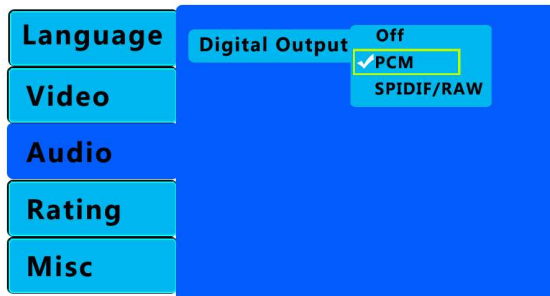 Language
Video
Audio
Rating
Misc
Digital Output
Off
PCM
SPIDIF/RAW